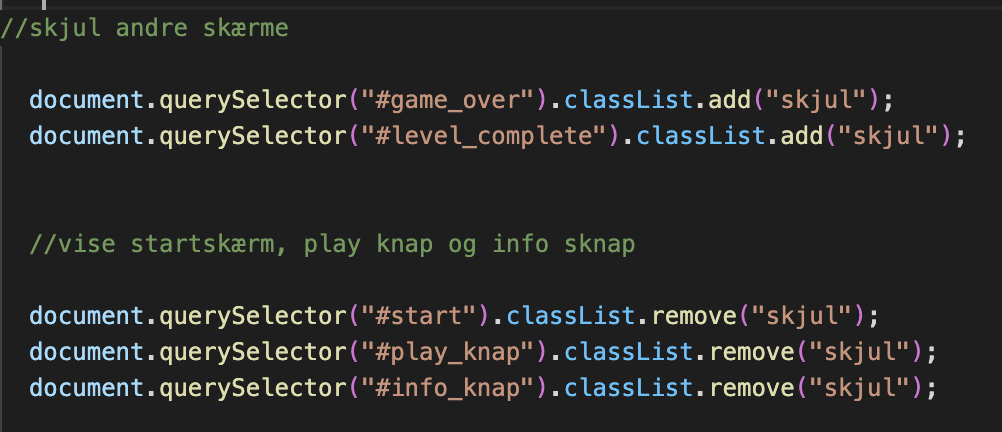 //skjul andre skærme
document.querySelector("#game_over").classList.add("skjul");
document.querySelector("#level_complete").classList.add("skjul");
//vise startskærm, play knap og info sknap
document.querySelector("#start").classList.remove("skjul");
document.querySelector("#play_knap").classList.remove("skjul");
document.querySelector("#info_knap").classList.remove("skjul");